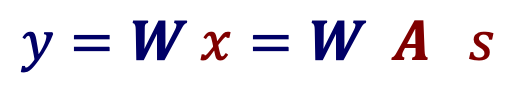 y = W x = W A s